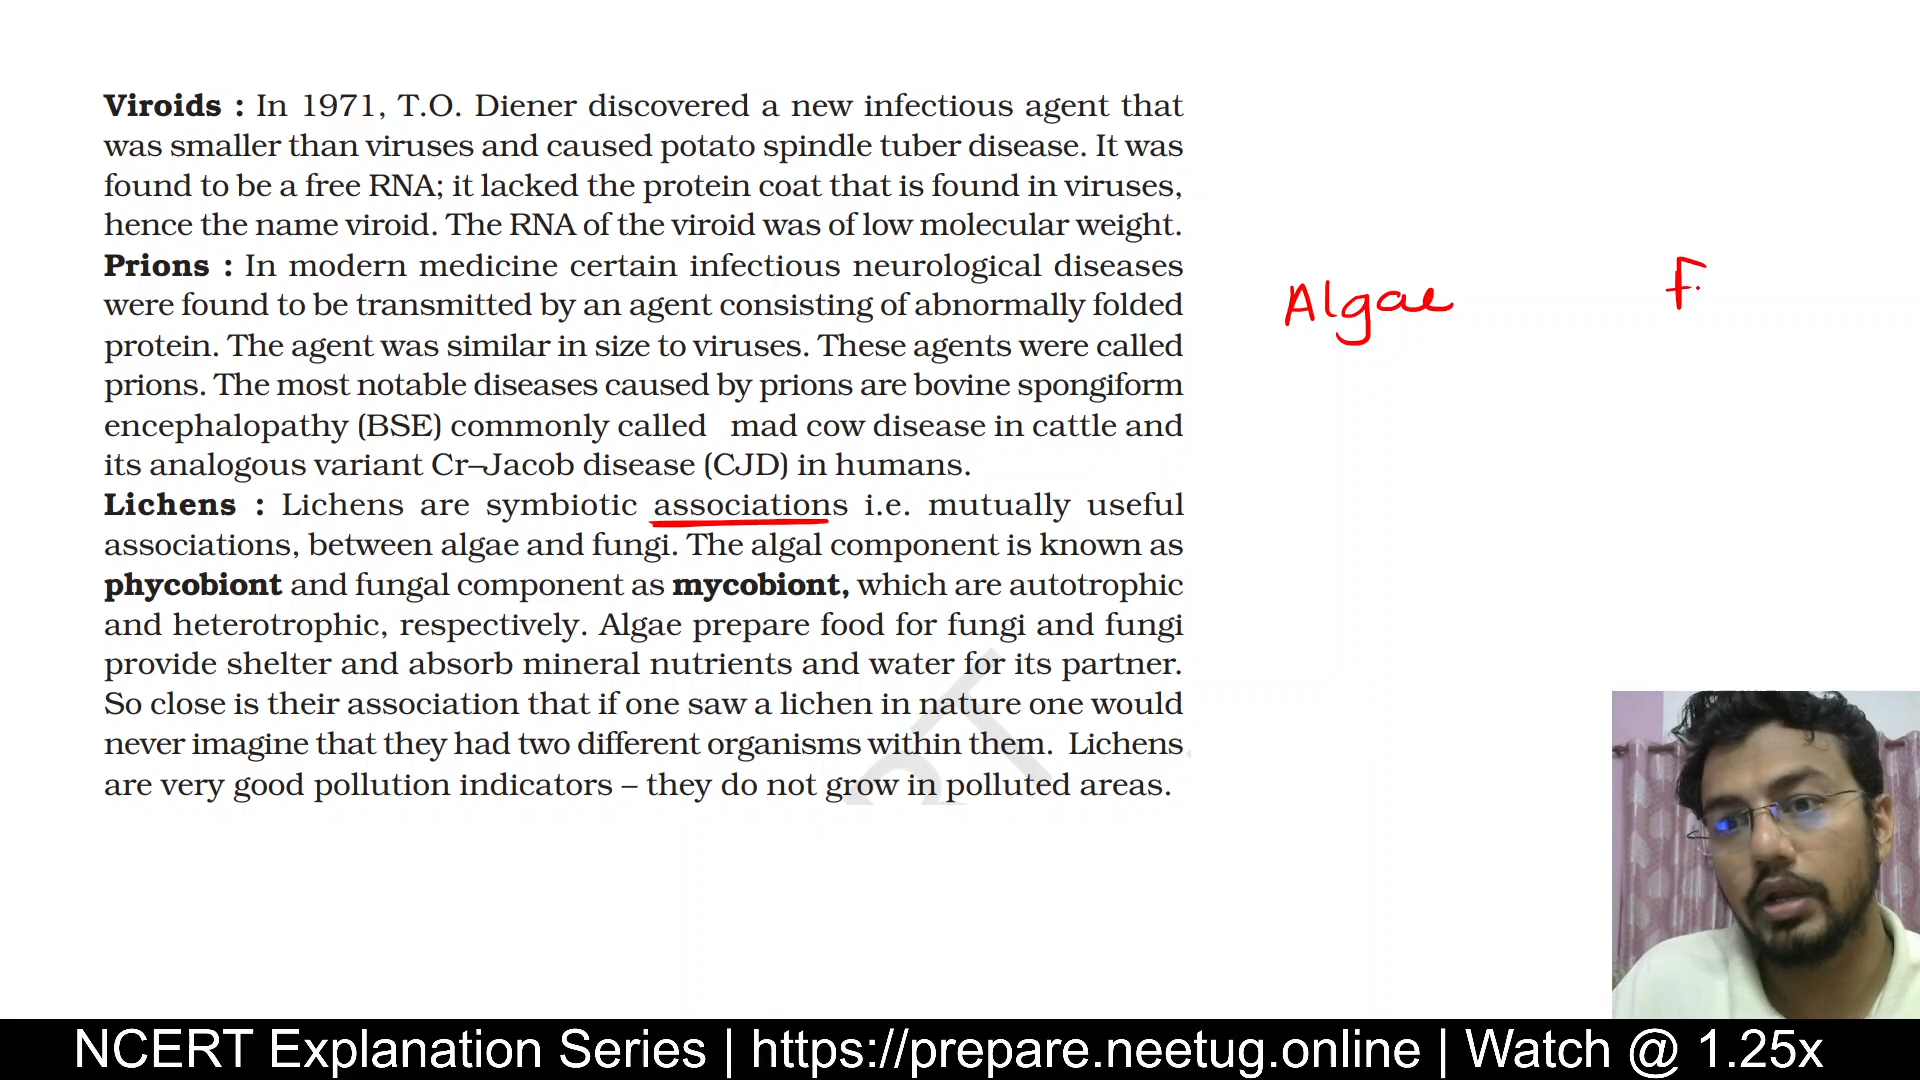 Viroids : In 1971, T.O. Diener discovered a new infectious agent that
was smaller than viruses and caused potato spindle tuber disease. It was
found to be a free RNA; it lacked the protein coat that is found in viruses,
hence the name viroid. The RNA of the viroid was of low molecular weight.
Prions : In modern medicine certain infectious neurological diseases
were found to be transmitted by an agent consisting of abnormally folded
protein. The agent was similar in size to viruses. These agents were called
prions. The most notable diseases caused by prions are bovine spongiform
encephalopathy (BSE) commonly called mad cow disease in cattle and
its analogous variant Cr–Jacob disease (CJD) in humans.
Lichens : Lichens are symbiotic associations i.e. mutually useful
associations, between algae and fungi. The algal component is known as
phycobiont and fungal component as mycobiont, which are autotrophic
and heterotrophic, respectively. Algae prepare food for fungi and fungi
provide shelter and absorb mineral nutrients and water for its partner.
So close is their association that if one saw a lichen in nature one would
never imagine that they had two different organisms within them. Lichens
are very good pollution indicators – they do not grow in polluted areas.
Algae F
NCERT Explanation Series | https://prepare.neetug.online | Watch @ 1.25x